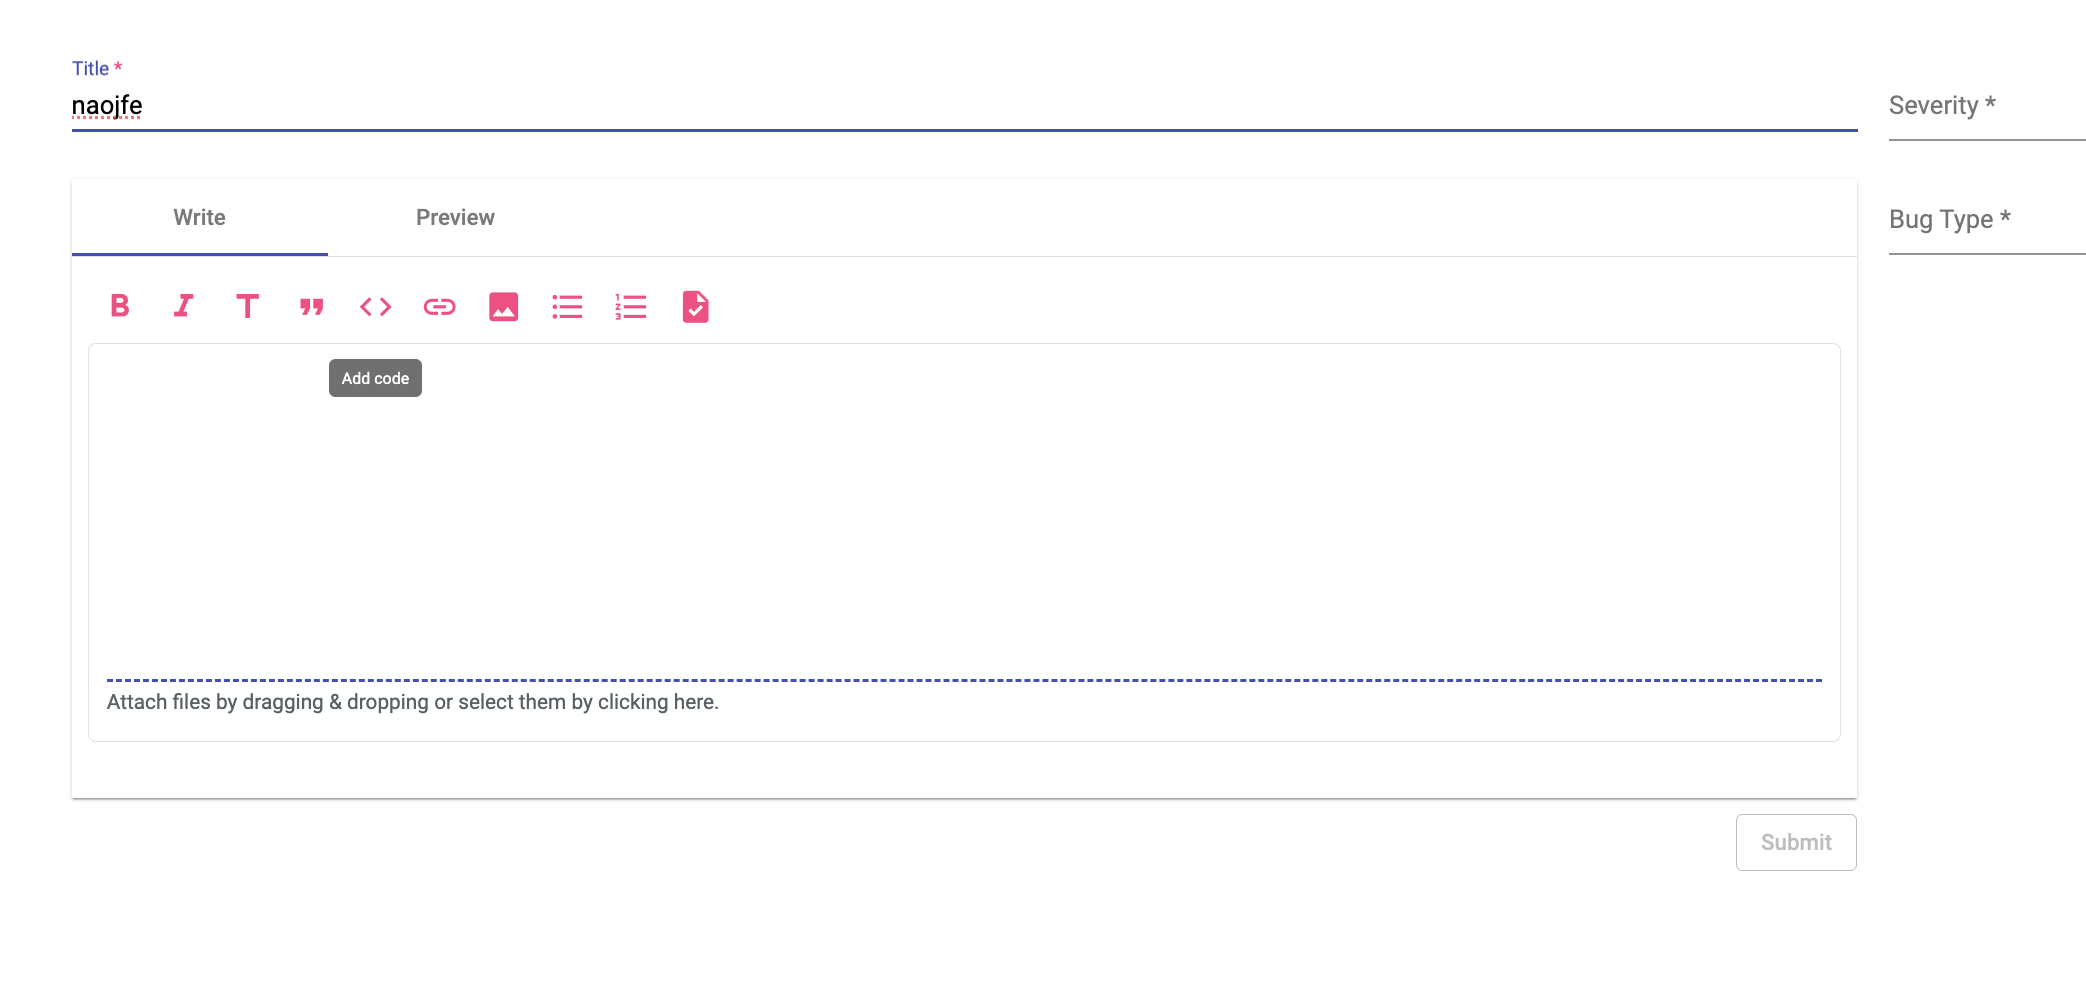 Title *
naojfe
Severity *
Write Preview
Bug Type *
Add code
Attach files by dragging & dropping or select them by clicking here.
Submit